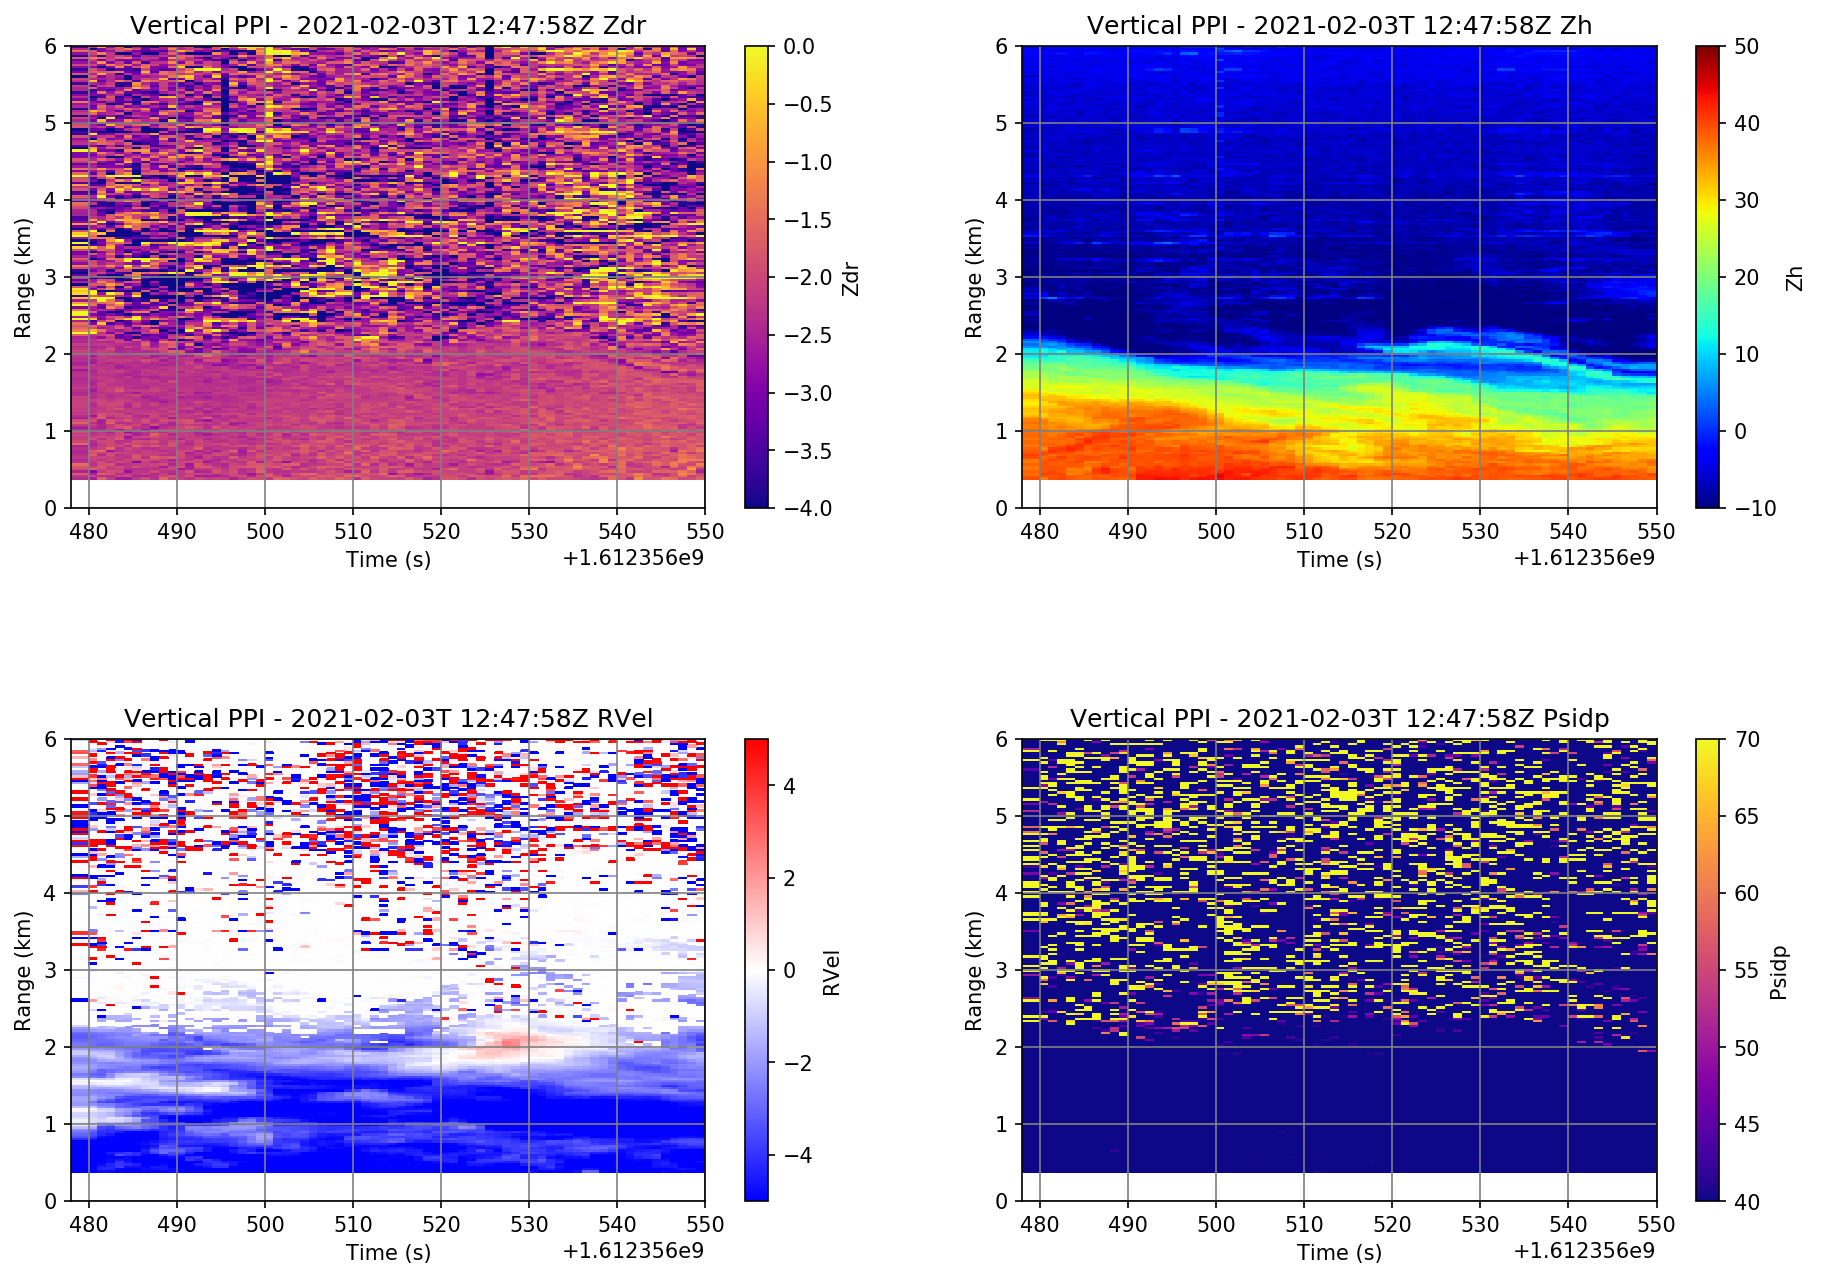 Vertical PPI - 2021-02-03T 12:47:58Z Zdr
6
5
4
3
2
1
0
Range (km)
480 490 500 510 520 530 540 550
Time (s)
+1.612356e9
0.0
−0.5
−1.0
−1.5
−2.0
−2.5
−3.0
−3.5
−4.0
Zdr
Vertical PPI - 2021-02-03T 12:47:58Z Zh
6
5
4
3
2
1
0
Range (km)
480 490 500 510 520 530 540 550
Time (s)
+1.612356e9
50
40
30
20
10
0
−10
Zh
Vertical PPI - 2021-02-03T 12:47:58Z RVel
6
5
4
3
2
1
0
Range (km)
480 490 500 510 520 530 540 550
Time (s)
+1.612356e9
4
2
0
−2
−4
RVel
Vertical PPI - 2021-02-03T 12:47:58Z Psidp
6
5
4
3
2
1
0
Range (km)
480 490 500 510 520 530 540 550
Time (s)
+1.612356e9
70
65
60
55
50
45
40
Psidp